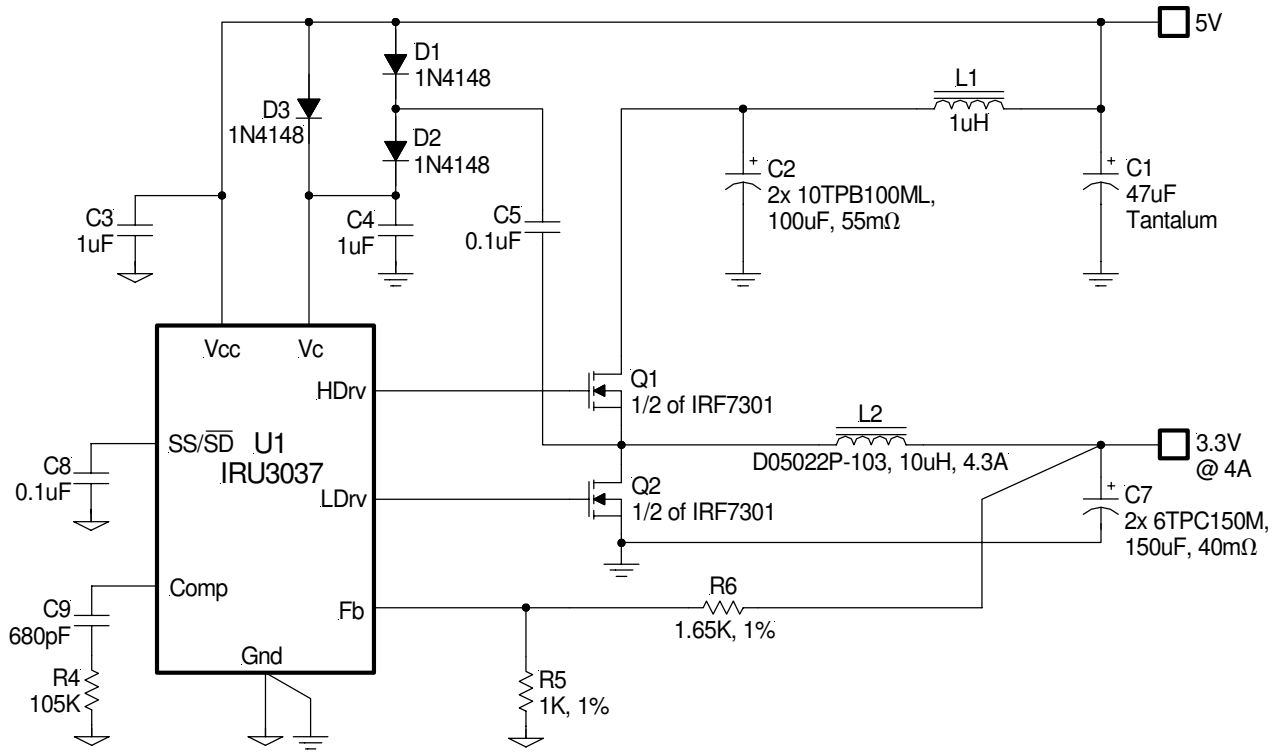 5V
D1
1N4148
D3
1N4148
D2
1N4148
L1
1uH
+
C2
2x 10TPB100ML,
100uF, 55mΩ
+
C1
47uF
Tantalum
C3
1uF
C4
1uF
C5
0.1uF
Vcc
Vc
HDrv
Q1
1/2 of IRF7301
SS/SD
U1
IRU3037
C8
0.1uF
L2
D05022P-103, 10uH, 4.3A
3.3V
@ 4A
LDrv
Q2
1/2 of IRF7301
+
C7
2x 6TPC150M,
150uF, 40mΩ
Comp
C9
680pF
Fb
R6
1.65K, 1%
Gnd
R4
105K
R5
1K, 1%